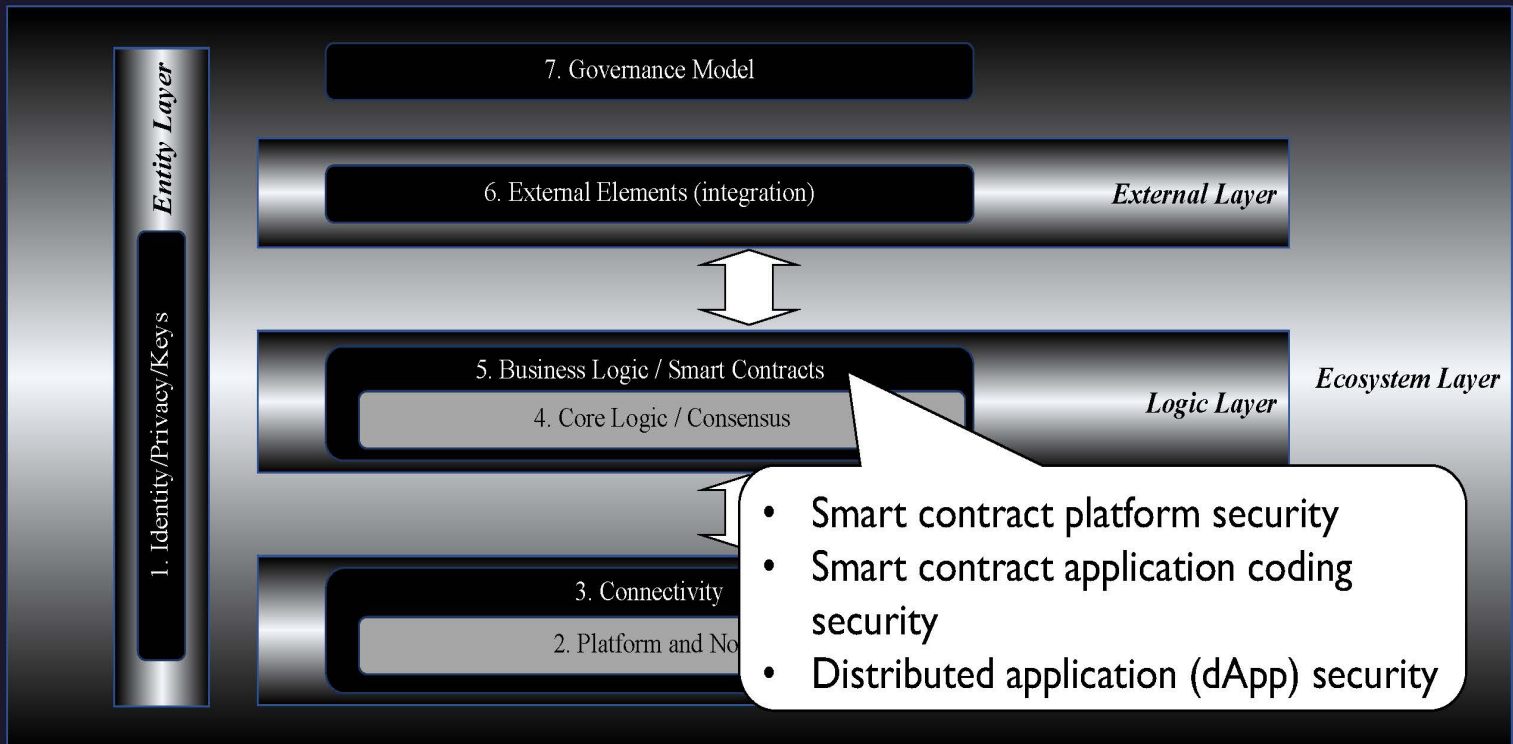 7. Governance Model
Entity Layer
6. External Elements (integration)
External Layer
1. Identity/Privacy/Keys
5. Business Logic / Smart Contracts
4. Core Logic / Consensus
Logic Layer
Ecosystem Layer
3. Connectivity
2. Platform and
• Smart contract platform security
• Smart contract application coding
security
• Distributed application (dApp) security